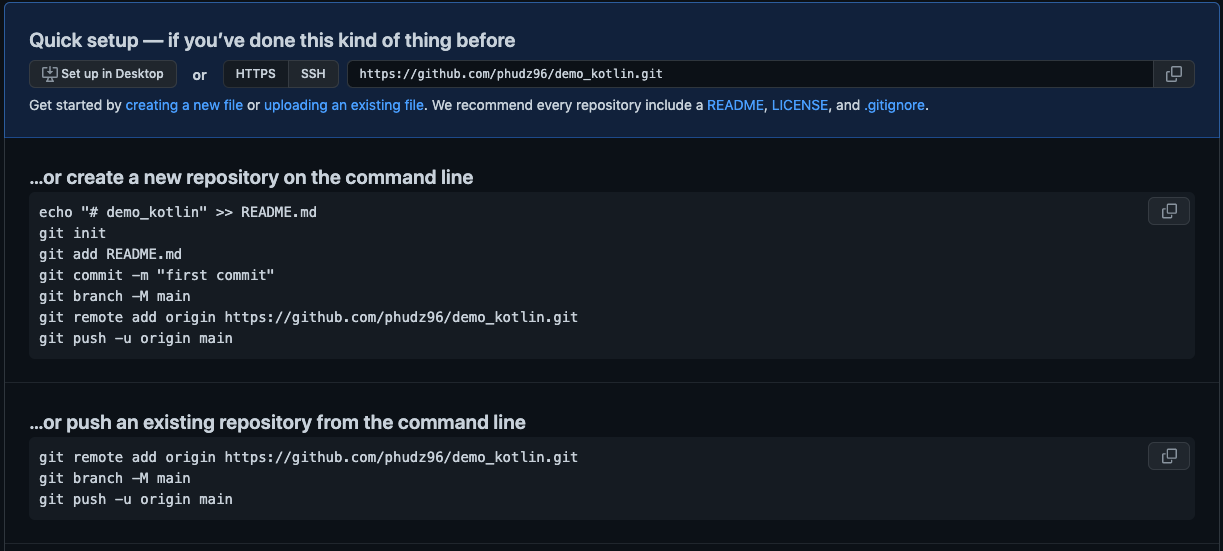 Quick setup — if you’ve done this kind of thing before
Set up in Desktop or HTTPS SSH https://github.com/phudz96/demo_kotlin.git
Get started by creating a new file or uploading an existing file. We recommend every repository include a README, LICENSE, and .gitignore.
…or create a new repository on the command line
echo "# demo_kotlin" >> README.md
git init
git add README.md
git commit -m "first commit"
git branch -M main
git remote add origin https://github.com/phudz96/demo_kotlin.git
git push -u origin main
…or push an existing repository from the command line
git remote add origin https://github.com/phudz96/demo_kotlin.git
git branch -M main
git push -u origin main